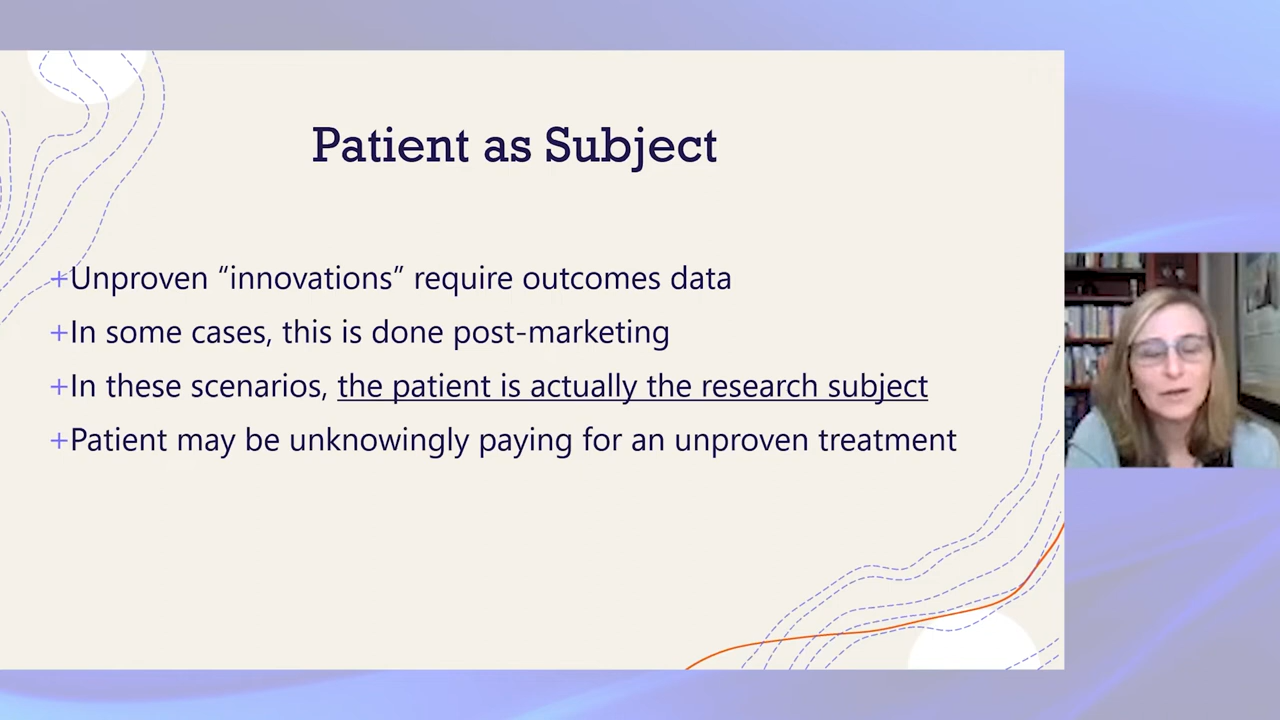 Patient as Subject
+Unproven “innovations” require outcomes data
+In some cases, this is done post-marketing
+In these scenarios, the patient is actually the research subject
+Patient may be unknowingly paying for an unproven treatment